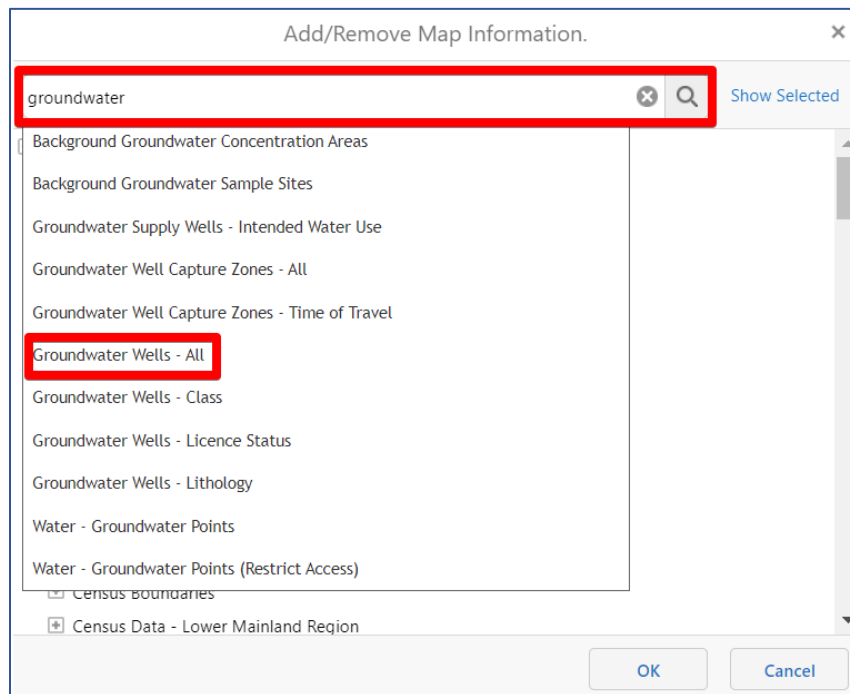 Add/Remove Map Information.
groundwater
Show Selected
Background Groundwater Concentration Areas
Background Groundwater Sample Sites
Groundwater Supply Wells - Intended Water Use
Groundwater Well Capture Zones - All
Groundwater Well Capture Zones - Time of Travel
Groundwater Wells - All
Groundwater Wells - Class
Groundwater Wells - Licence Status
Groundwater Wells - Lithology
Water - Groundwater Points
Water - Groundwater Points (Restrict Access)
Census Boundaries
Census Data - Lower Mainland Region
OK
Cancel